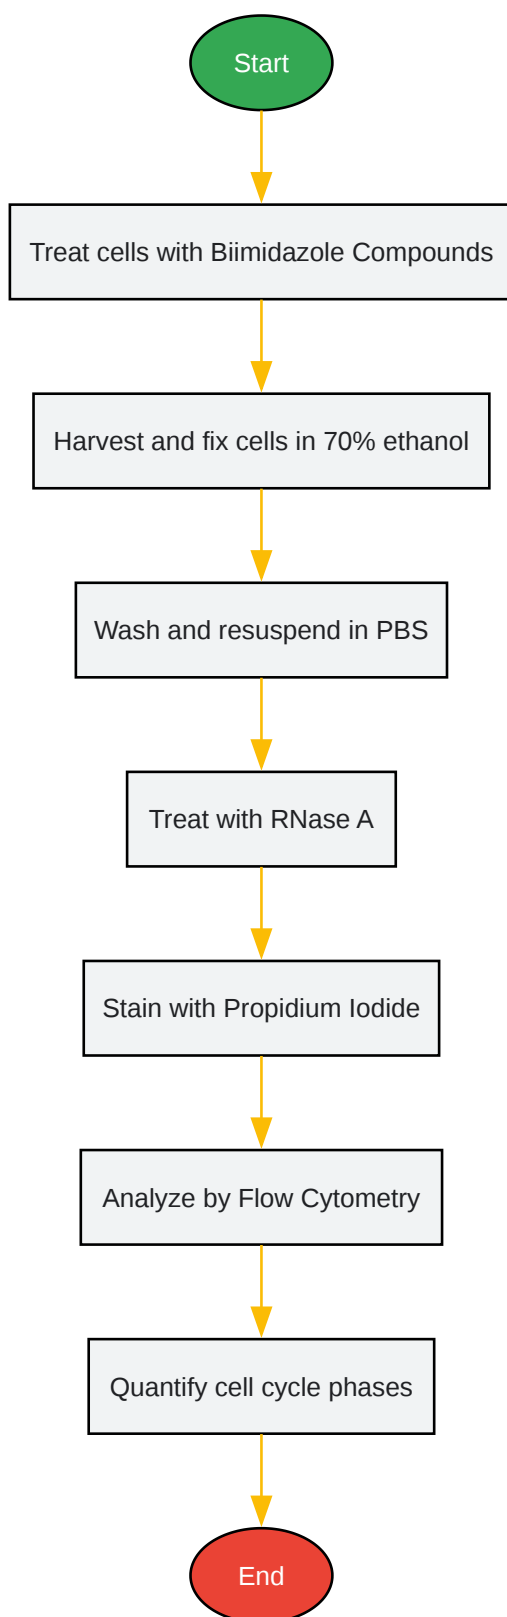 Start
Treat cells with Biimidazole Compounds
Harvest and fix cells in 70% ethanol
Wash and resuspend in PBS
Treat with RNase A
Stain with Propidium Iodide
Analyze by Flow Cytometry
Quantify cell cycle phases
End